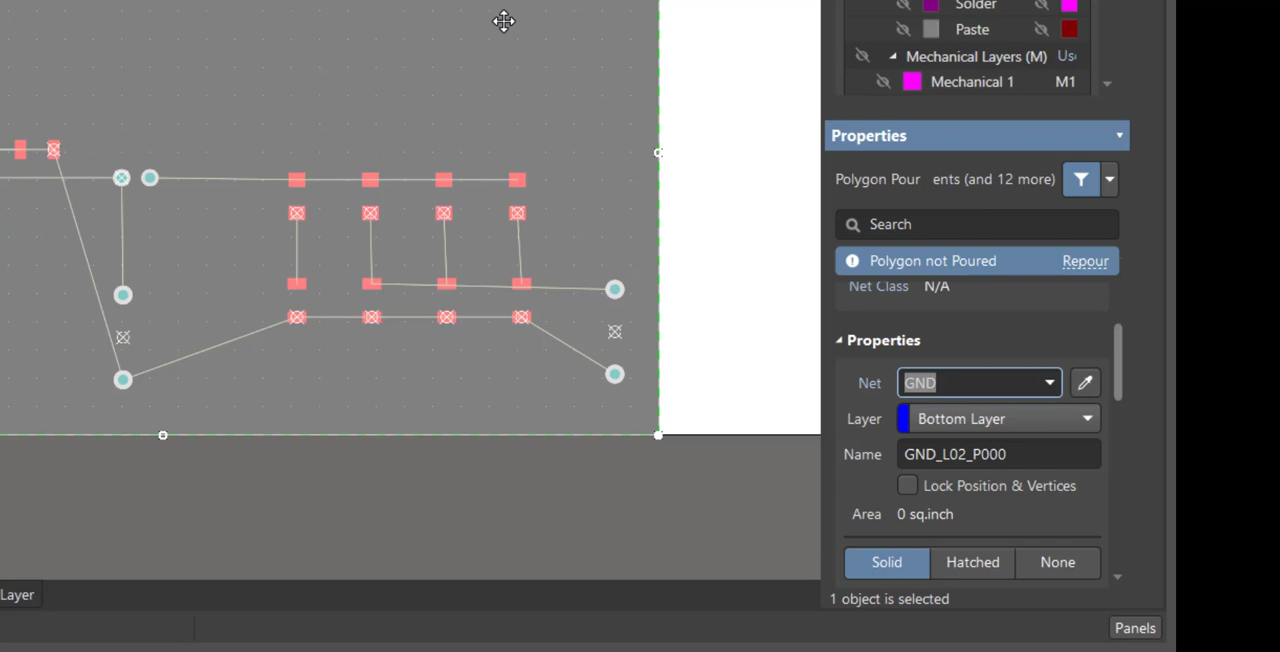 Solder
Paste
Mechanical Layers (M) Us
Mechanical 1 M1
Properties
Polygon Pour ents (and 12 more)
Search
Polygon not Poured Repour
Net Class N/A
Properties
Net GND
Layer Bottom Layer
Name GND_L02_P000
Lock Position & Vertices
Area 0 sq.inch
Solid Hatched None
Layer
1 object is selected
Panels